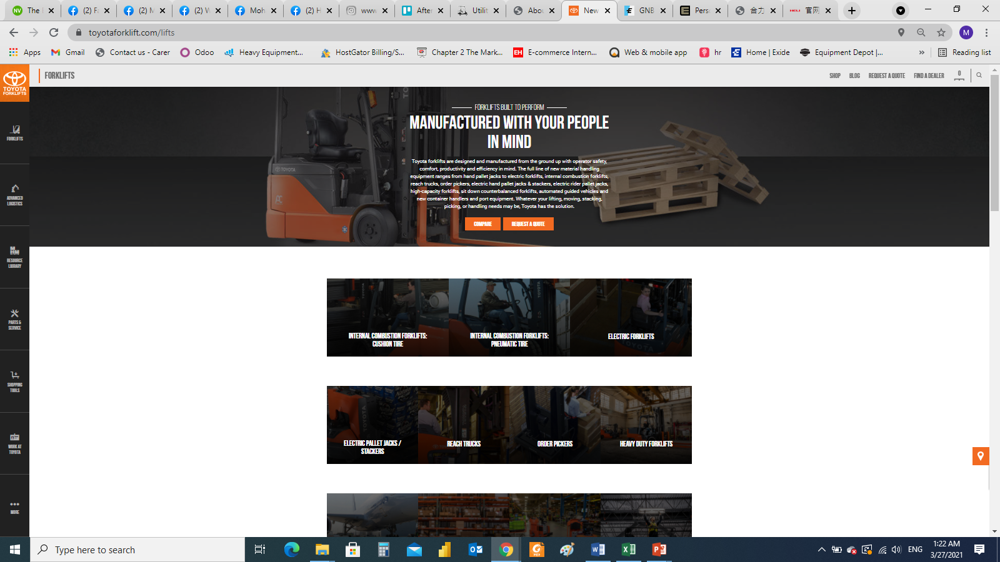 The
(2) Fa
(2) M
(2) W
Moh
(2) H
www
After
Utilit
Abou
New
GNB
Pers
合力
官网
toyotaforklift.com/lifts
M
Apps
Gmail
Contact us - Carer
Odoo
Heavy Equipment...
HostGator Billing/S...
Chapter 2 The Mark...
E-commerce Intern...
Web & mobile app
hr
Home | Exide
Equipment Depot |...
»
Reading list
TOYOTA
FORKLIFTS
FORKLIFTS
SHOP
BLOG
REQUEST A QUOTE
FIND A DEALER
0
FORKLIFTS
ADVANCED
LOGISTICS
RESOURCE
LIBRARY
PARTS &
SERVICE
SHOPPING
TOOLS
WORK AT
TOYOTA
MORE
FORKLIFTS BUILT TO PERFORM
MANUFACTURED WITH YOUR PEOPLE
IN MIND
Toyota forklifts are designed and manufactured from the ground up with operator safety,
comfort, productivity and efficiency in mind. The full line of new material handling
equipment ranges from hand pallet jacks to electric forklifts, internal combustion forklifts,
reach trucks, order pickers, electric hand pallet jacks & stackers, electric rider pallet jacks,
high-capacity forklifts, sit down counterbalanced forklifts, automated guided vehicles and
new container handlers and port equipment. Whatever your lifting, moving, stacking,
picking, or handling needs may be, Toyota has the solution.
COMPARE
REQUEST A QUOTE
TOYOTA
INTERNAL COMBUSTION FORKLIFTS:
CUSHION TIRE
INTERNAL COMBUSTION FORKLIFTS:
PNEUMATIC TIRE
ELECTRIC FORKLIFTS
TOYOTA
ELECTRIC PALLET JACKS /
STACKERS
REACH TRUCKS
ORDER PICKERS
HEAVY DUTY FORKLIFTS
Type here to search
ENG
1:22 AM
3/27/2021